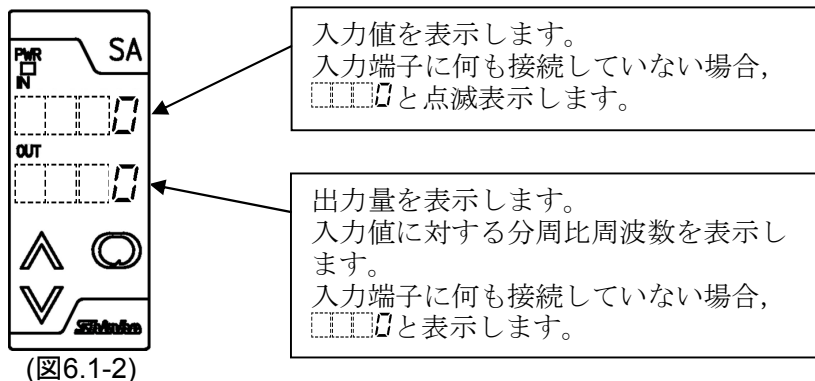 SA
PWR
IN
0
OUT
0
Shinko
(図6.1-2)
入力値を表示します。
入力端子に何も接続していない場合,
0と点滅表示します。
出力量を表示します。
入力値に対する分周比周波数を表示し
ます。
入力端子に何も接続していない場合,
0と表示します。